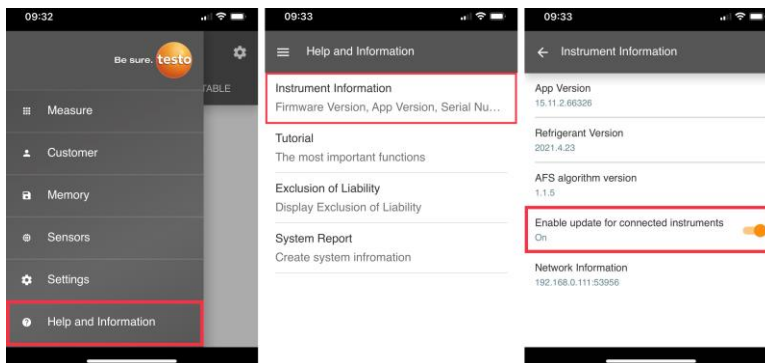 09:32
Be sure. testo
TABLE
Measure
Customer
Memory
Sensors
Settings
Help and Information
09:33
Help and Information
Instrument Information
Firmware Version, App Version, Serial Nu...
Tutorial
The most important functions
Exclusion of Liability
Display Exclusion of Liability
System Report
Create system infromation
09:33
Instrument Information
App Version
15.11.2.66326
Refrigerant Version
2021.4.23
AFS algorithm version
1.1.5
Enable update for connected instruments
On
Network Information
192.168.0.111:53956